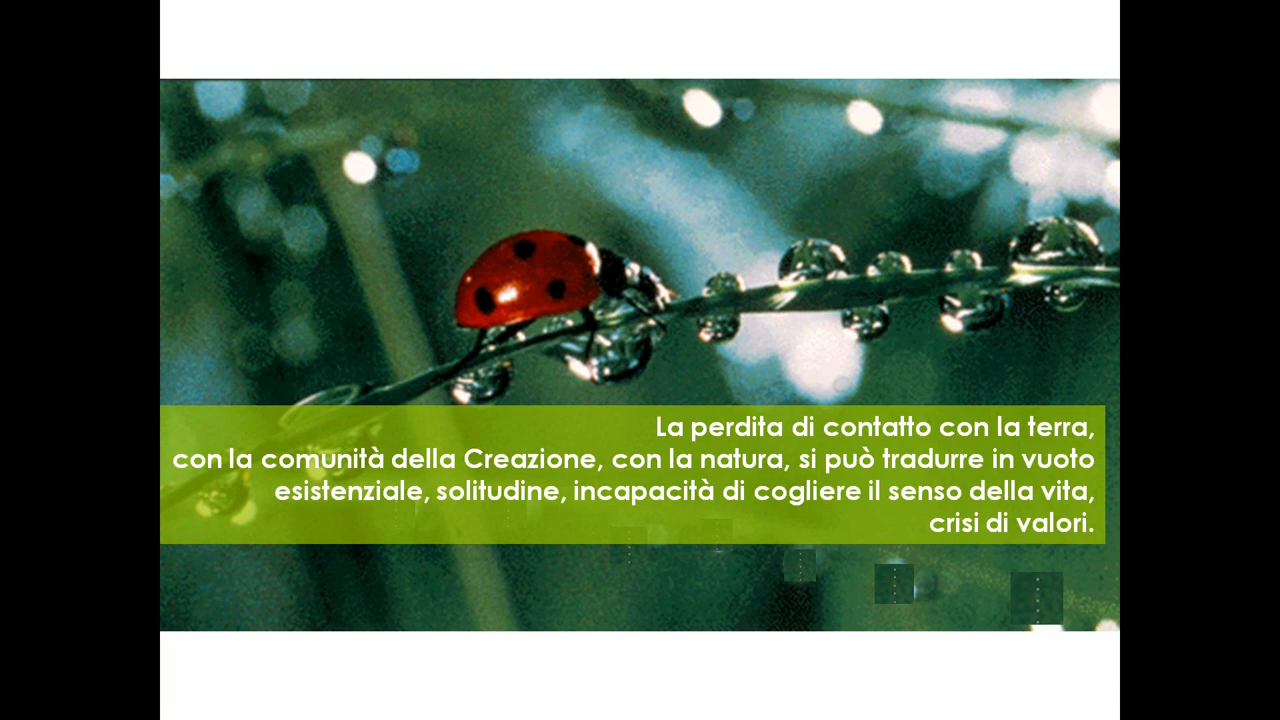 La perdita di contatto con la terra,
con la comunità della Creazione, con la natura, si può tradurre in vuoto
esistenziale, solitudine, incapacità di cogliere il senso della vita,
crisi di valori.